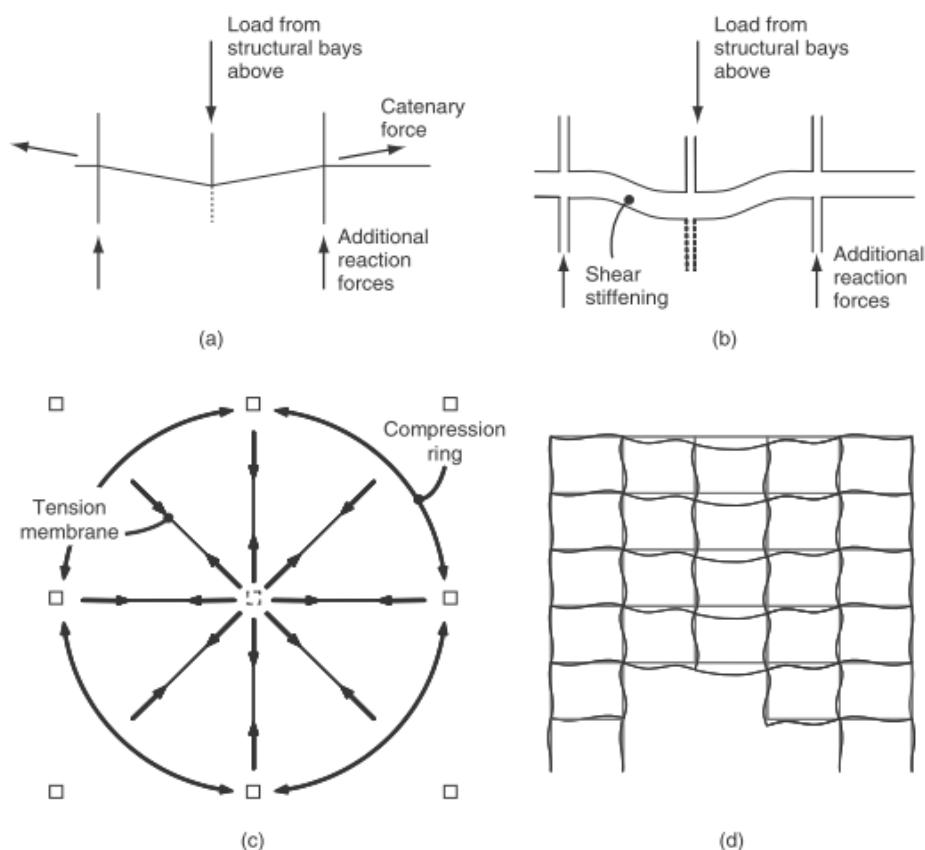 Load from
structural bays
above
Catenary
force
Additional
reaction
forces
(a)
Load from
structural bays
above
Shear
stiffening
Additional
reaction
forces
(b)
Compression
ring
Tension
membrane
(c)
(d)